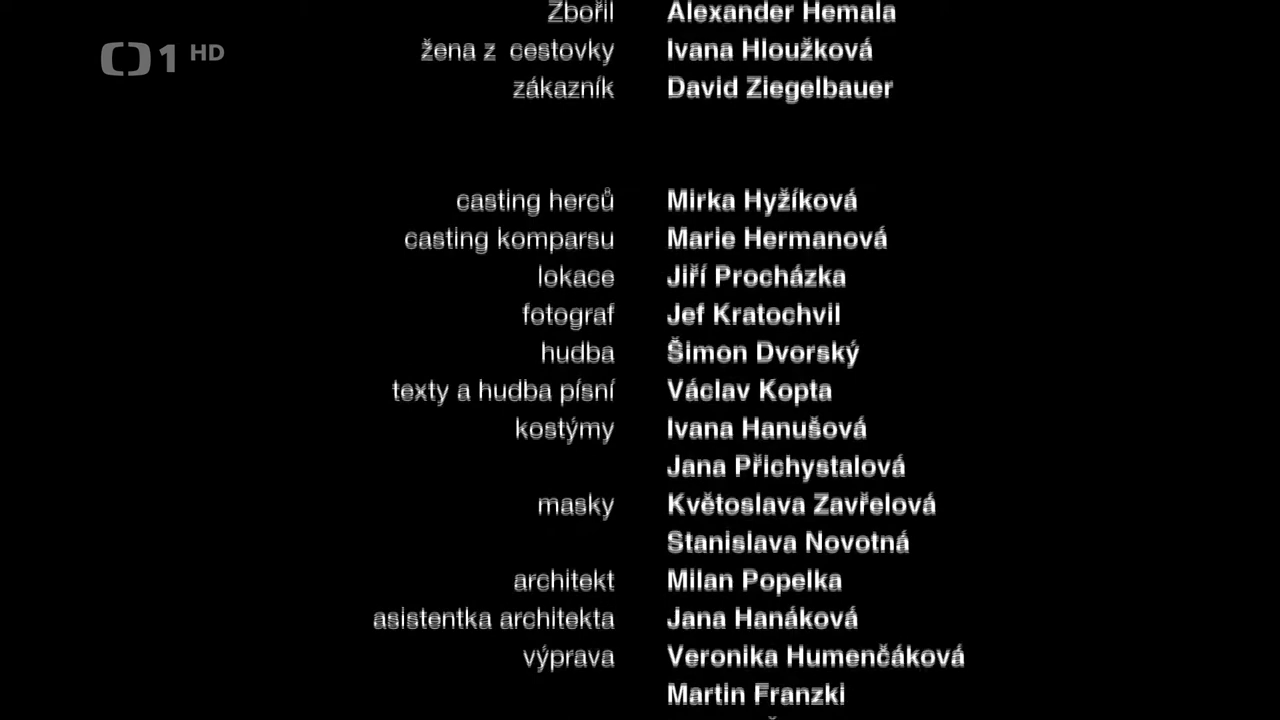 Zbořil Alexander Hemala
ČT1 HD
žena z cestovky Ivana Hloužková
zákazník David Ziegelbauer
casting herců Mirka Hyžíková
casting komparsu Marie Hermanová
lokace Jiří Procházka
fotograf Jef Kratochvil
hudba Šimon Dvorský
texty a hudba písní Václav Kopta
kostýmy Ivana Hanušová
Jana Přichystalová
masky Květoslava Zavřelová
Stanislava Novotná
architekt Milan Popelka
asistentka architekta Jana Hanáková
výprava Veronika Humenčáková
Martin Franzki